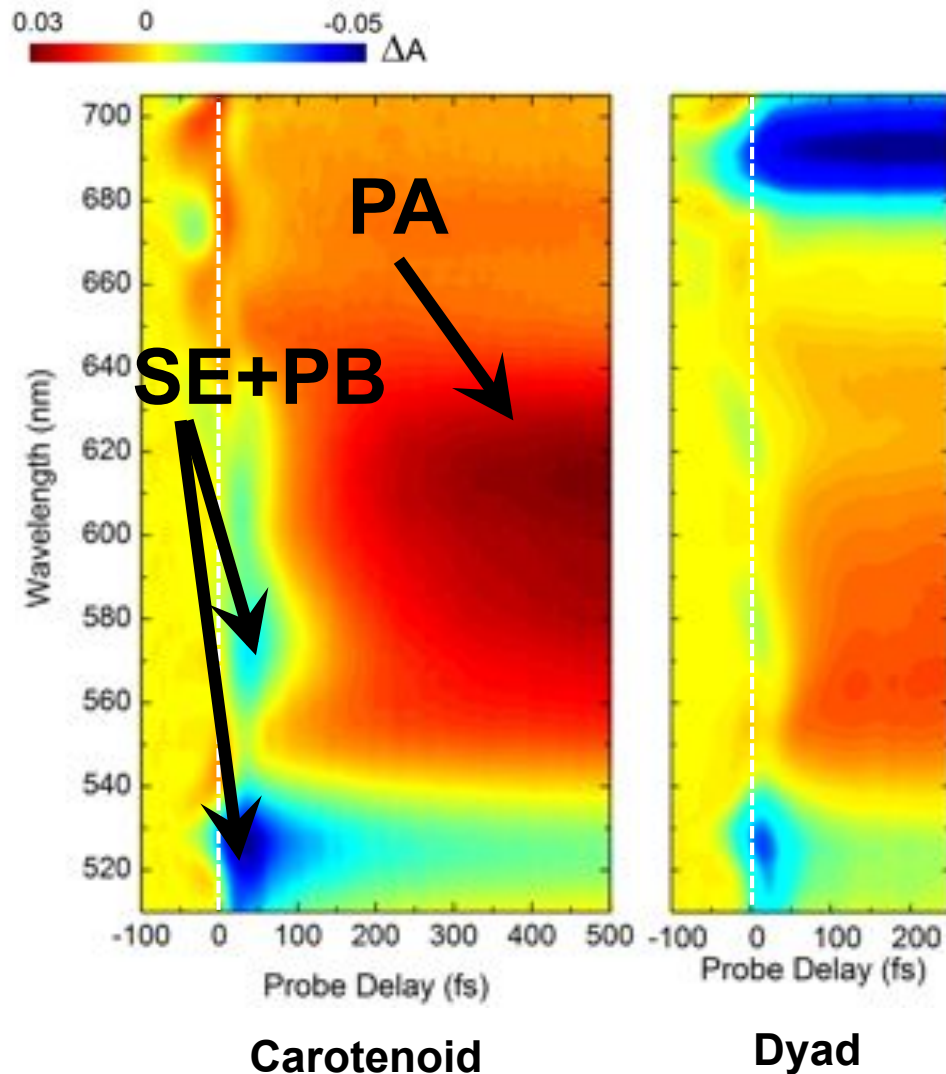 0.03 0 -0.05
ΔA
700
680
660
640
620
600
580
560
540
520
Wavelength (nm)
PA
SE+PB
-100 0 100 200 300 400 500
Probe Delay (fs)
-100 0 100 200
Probe Delay (fs)
Carotenoid
Dyad